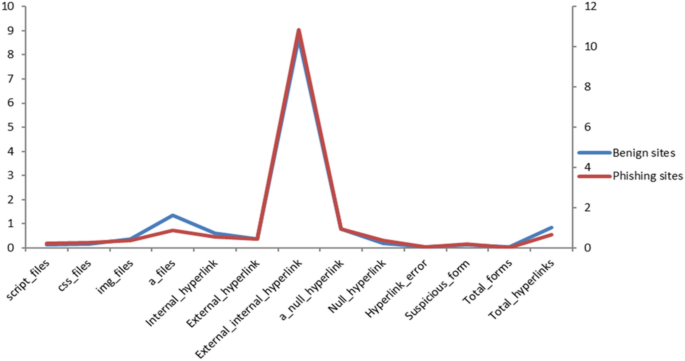 10
9
8
7
6
5
4
3
2
1
0
12
10
8
6
4
2
0
Benign sites
Phishing sites
script_files
css_files
img_files
a_files
Internal_hyperlink
External_hyperlink
External_internal_hyperlink
a_null_hyperlink
Null_hyperlink
Hyperlink_error
Suspicious_form
Total_forms
Total_hyperlinks